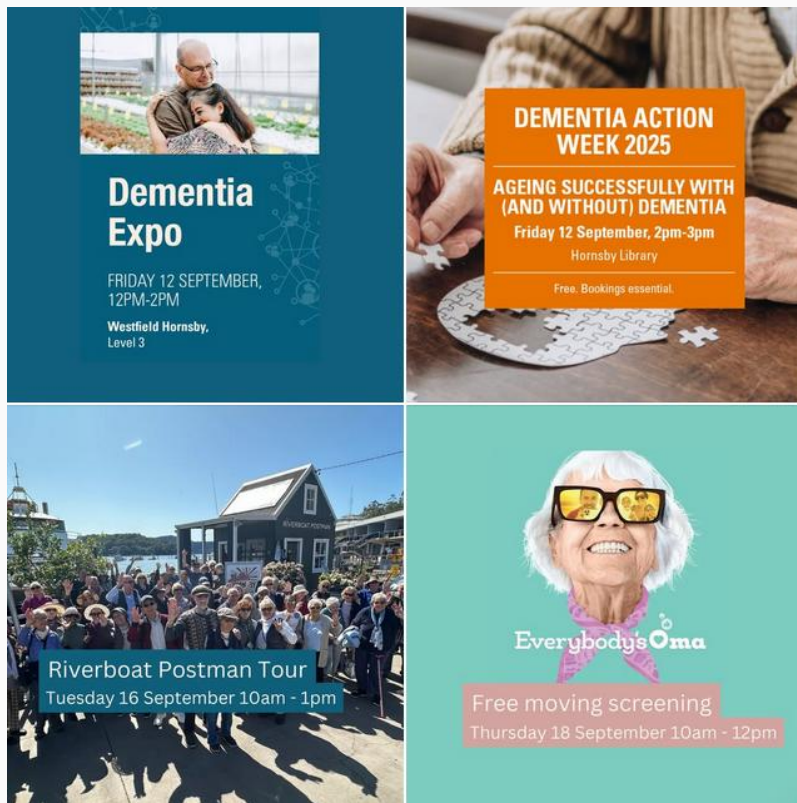 Dementia
Expo
FRIDAY 12 SEPTEMBER,
12PM-2PM
Westfield Hornsby,
Level 3
DEMENTIA ACTION
WEEK 2025
AGEING SUCCESSFULLY WITH
(AND WITHOUT) DEMENTIA
Friday 12 September, 2pm-3pm
Hornsby Library
Free. Bookings essential.
RIVERBOAT POSTMAN
Riverboat Postman Tour
Tuesday 16 September 10am - 1pm
Everybody's Oma
Free moving screening
Thursday 18 September 10am - 12pm